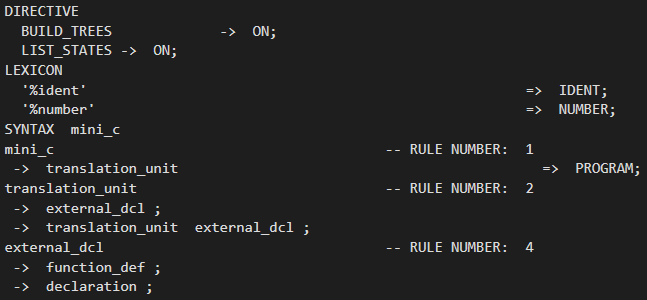 DIRECTIVE
BUILD_TREES -> ON;
LIST_STATES -> ON;
LEXICON
'%ident' => IDENT;
'%number' => NUMBER;
SYNTAX mini_c
mini_c -- RULE NUMBER: 1
-> translation_unit => PROGRAM;
translation_unit -- RULE NUMBER: 2
-> external_dcl ;
-> translation_unit external_dcl ;
external_dcl -- RULE NUMBER: 4
-> function_def ;
-> declaration ;